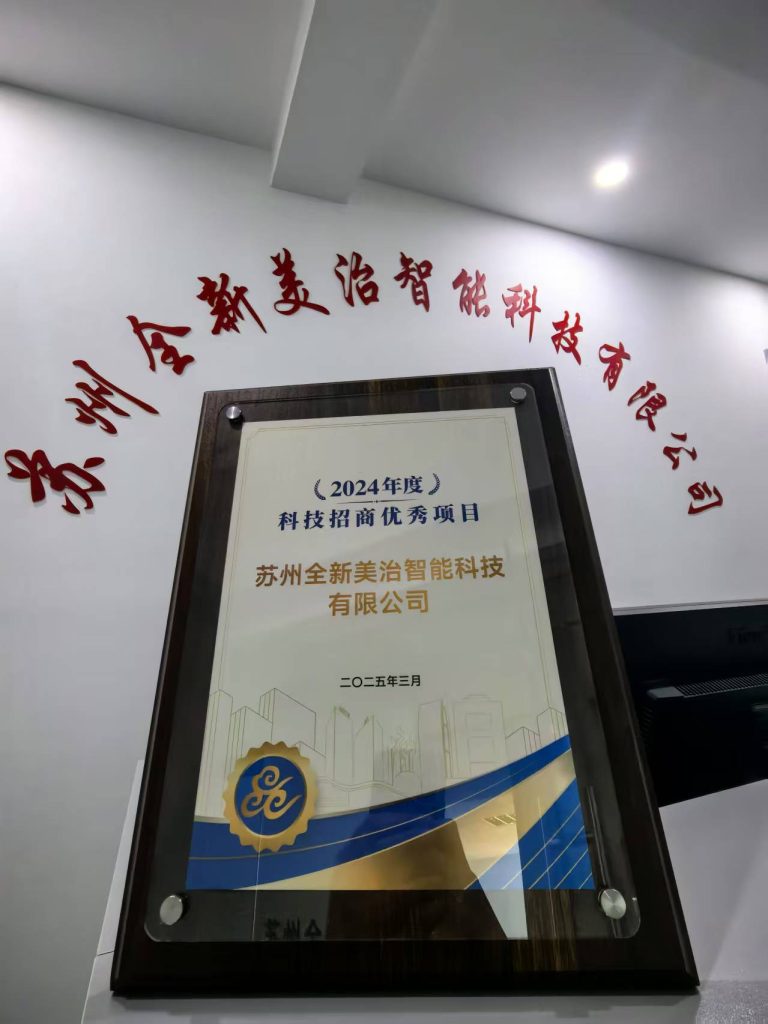 苏州全新美治智能科技有限公司
（2024年度）
科技招商优秀项目
苏州全新美治智能科技
有限公司
二〇二五年三月